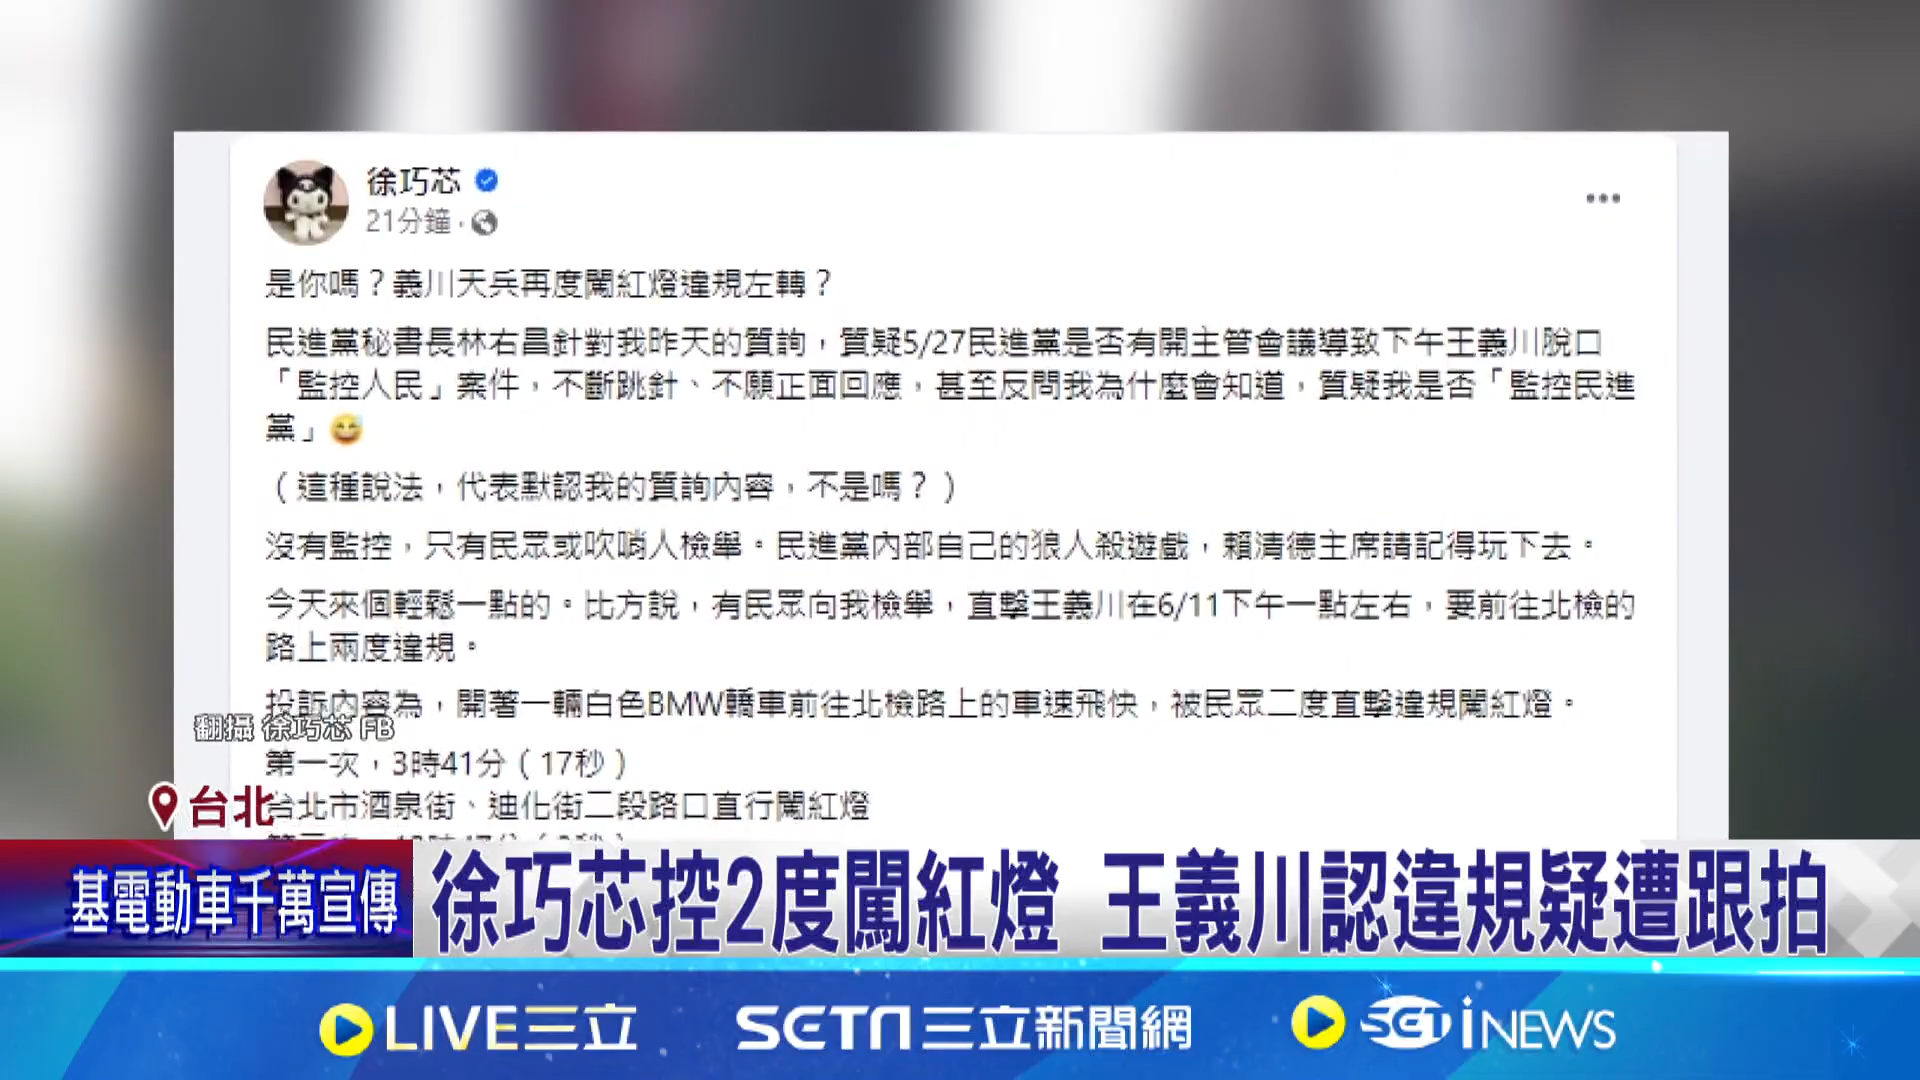 徐巧芯
21分鐘·
是你嗎？義川天兵再度闖紅燈違規左轉？
民進黨秘書長林右昌針對我昨天的質詢，質疑5/27民進黨是否有開主管會議導致下午王義川脫口
「監控人民」案件，不斷跳針、不願正面回應，甚至反問我為什麼會知道，質疑我是否「監控民進
黨」😅
（這種說法，代表默認我的質詢內容，不是嗎？）
沒有監控，只有民眾或吹哨人檢舉。民進黨內部自己的狼人殺遊戲，賴清德主席請記得玩下去。
今天來個輕鬆一點的。比方說，有民眾向我檢舉，直擊王義川在6/11下午一點左右，要前往北檢的
路上兩度違規。
投訴內容為，開著一輛白色BMW轎車前往北檢路上的車速飛快，被民眾二度直擊違規闖紅燈。
翻攝 徐巧芯 FB
第一次，3時41分（17秒）
台北市酒泉街、迪化街二段路口直行闖紅燈
台北
基電動車千萬宣傳
徐巧芯控2度闖紅燈 王義川認違規疑遭跟拍
LIVE三立
SETN三立新聞網
SET iNEWS